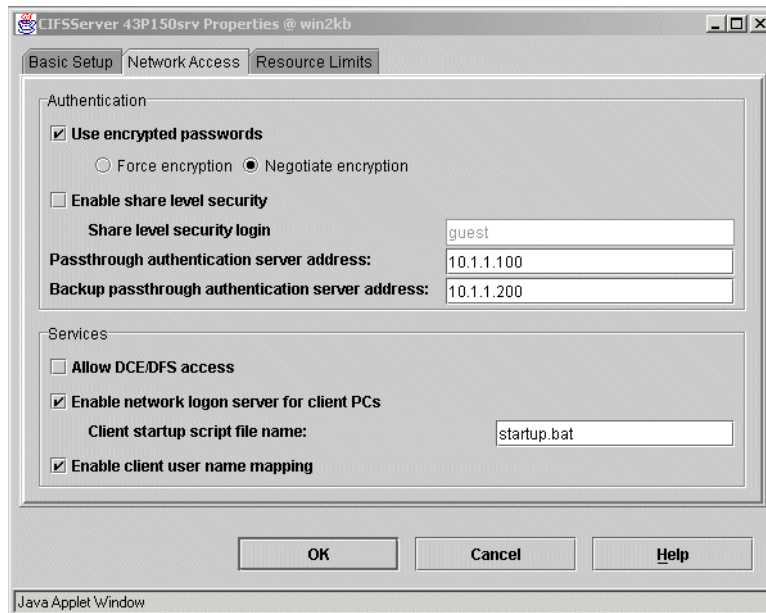 CIFSServer 43P150srv Properties @ win2kb
Basic Setup Network Access Resource Limits
Authentication
Use encrypted passwords
Force encryption Negotiate encryption
Enable share level security
Share level security login guest
Passthrough authentication server address: 10.1.1.100
Backup passthrough authentication server address: 10.1.1.200
Services
Allow DCE/DFS access
Enable network logon server for client PCs
Client startup script file name: startup.bat
Enable client user name mapping
OK Cancel Help
Java Applet Window